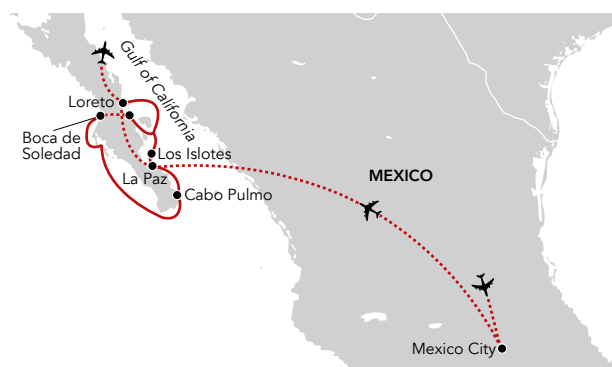 Gulf of California
Loreto
Boca de
Soledad
Los Islotes
La Paz
MEXICO
Cabo Pulmo
Mexico City